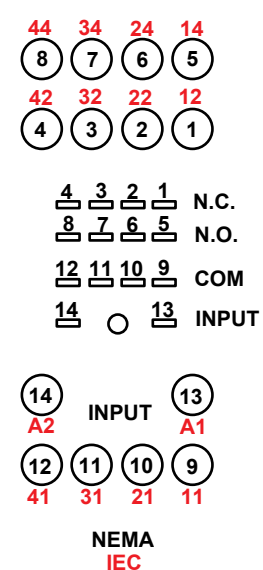 44 34 24 14
8 7 6 5
42 32 22 12
4 3 2 1
4 3 2 1 N.C.
8 7 6 5 N.O.
12 11 10 9 COM
14 13 INPUT
14 INPUT 13
A2 A1
12 11 10 9
41 31 21 11
NEMA
IEC